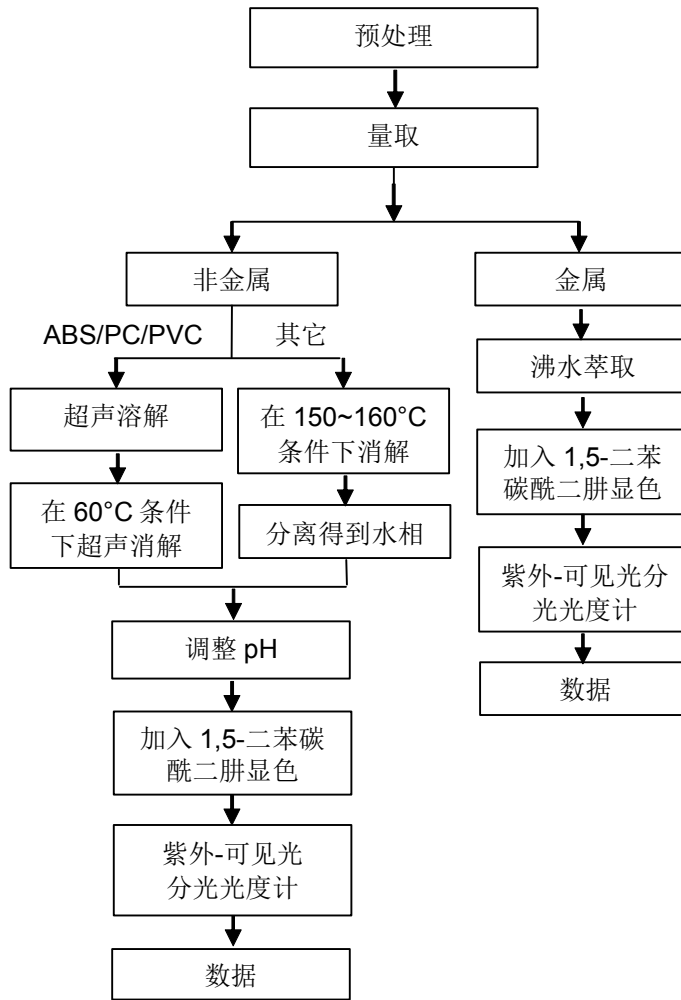 预处理
量取
非金属
金属
ABS/PC/PVC
其它
沸水萃取
超声溶解
在 150~160°C
条件下消解
加入 1,5-二苯
碳酰二肼显色
在 60°C 条件
下超声消解
分离得到水相
紫外-可见光分
光光度计
调整 pH
数据
加入 1,5-二苯碳
酰二肼显色
紫外-可见光
分光光度计
数据